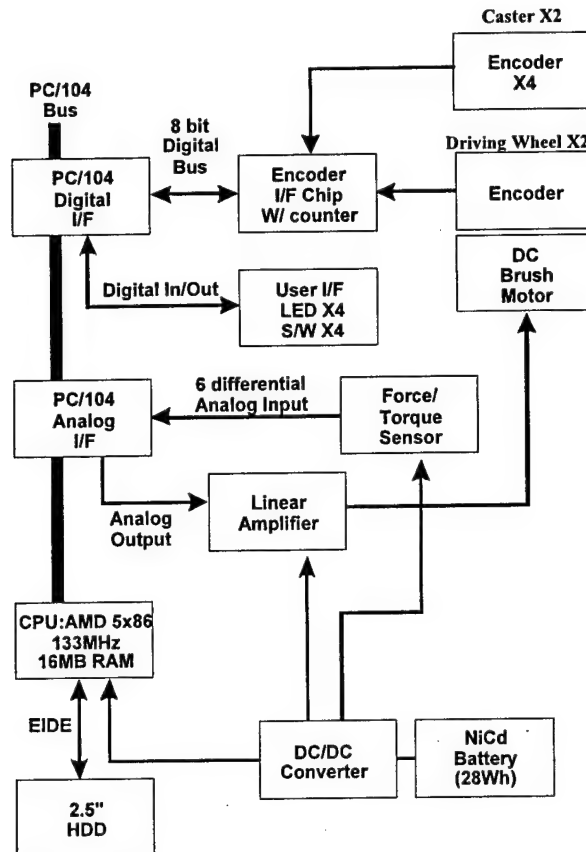 Caster X2
Encoder
X4
PC/104
Bus
8 bit
Digital
Bus
Driving Wheel X2
PC/104
Digital
I/F
Encoder
I/F Chip
W/ counter
Encoder
DC
Brush
Motor
Digital In/Out
User I/F
LED X4
S/W X4
6 differential
Analog Input
PC/104
Analog
I/F
Force/
Torque
Sensor
Analog
Output
Linear
Amplifier
CPU:AMD 5x86
133MHz
16MB RAM
EIDE
DC/DC
Converter
NiCd
Battery
(28Wh)
2.5"
HDD